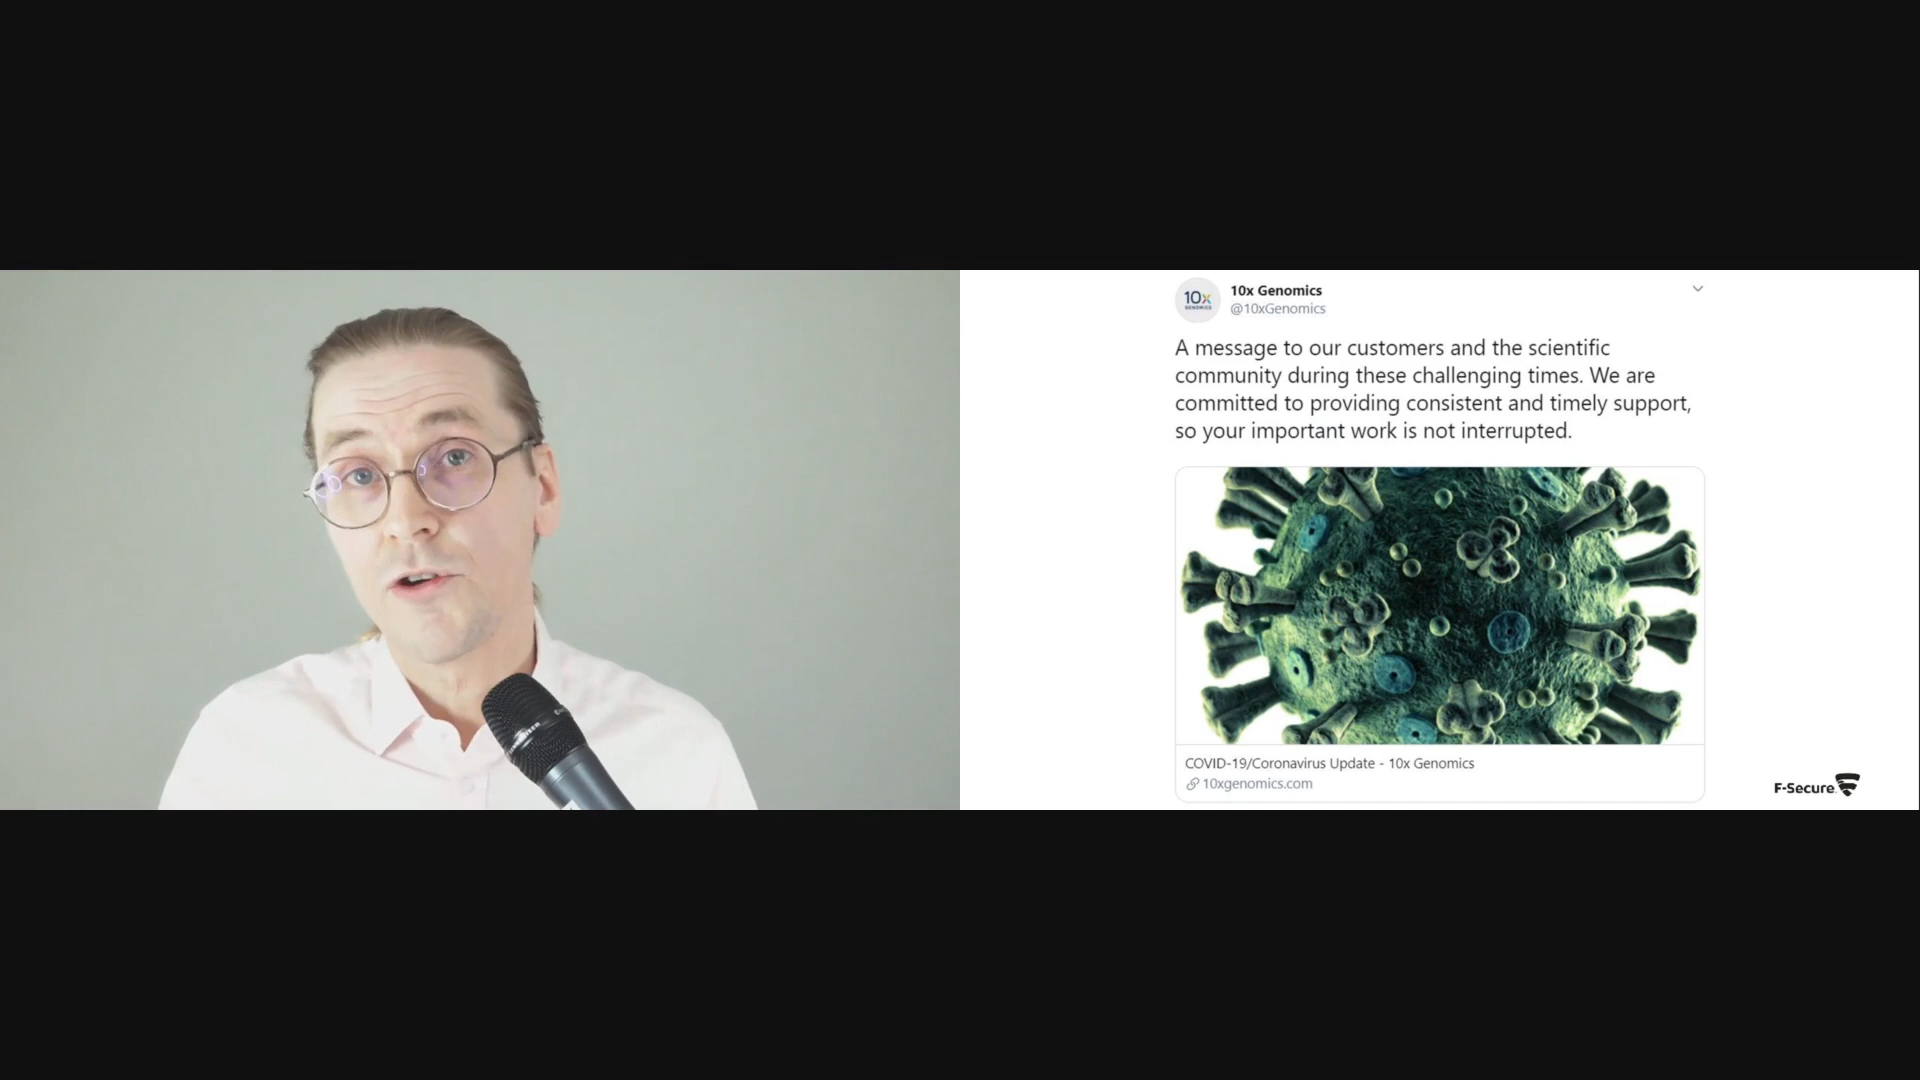 10x
GENOMICS
10x Genomics
@10xGenomics
A message to our customers and the scientific
community during these challenging times. We are
committed to providing consistent and timely support,
so your important work is not interrupted.
COVID-19/Coronavirus Update - 10x Genomics
10xgenomics.com
F-Secure